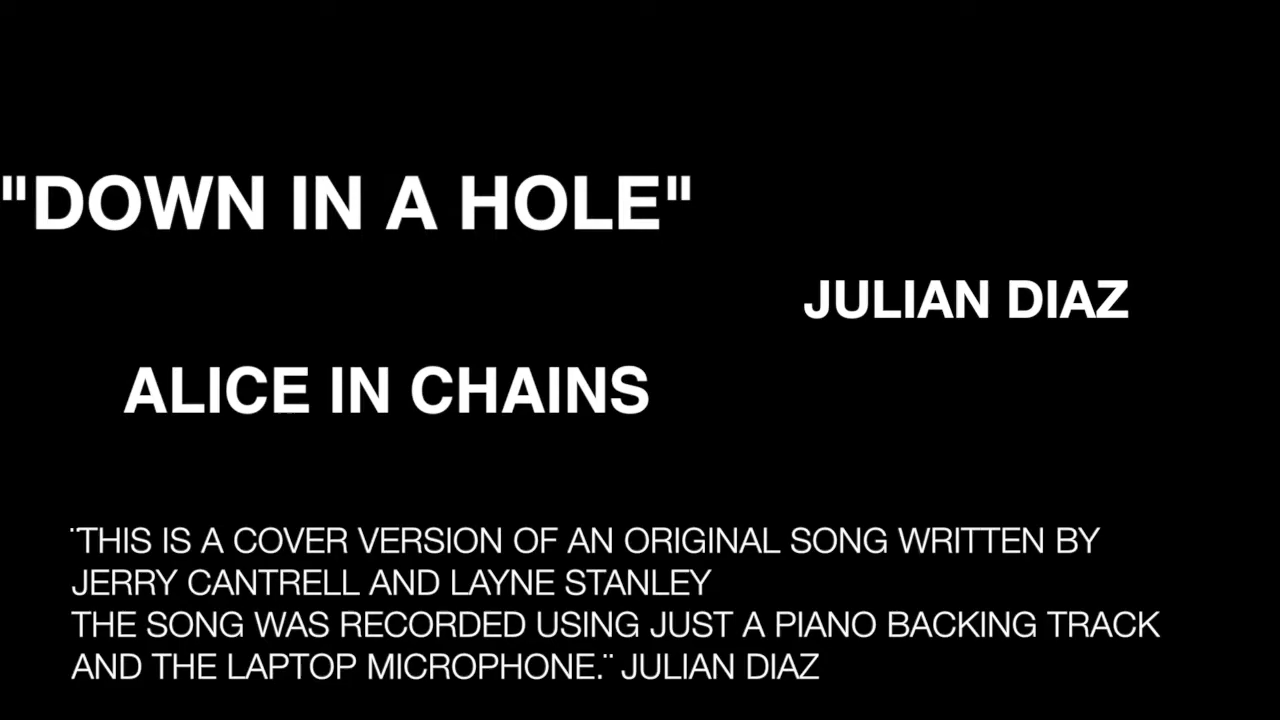 "DOWN IN A HOLE"
JULIAN DIAZ
ALICE IN CHAINS
¨THIS IS A COVER VERSION OF AN ORIGINAL SONG WRITTEN BY
JERRY CANTRELL AND LAYNE STANLEY
THE SONG WAS RECORDED USING JUST A PIANO BACKING TRACK
AND THE LAPTOP MICROPHONE.¨ JULIAN DIAZ